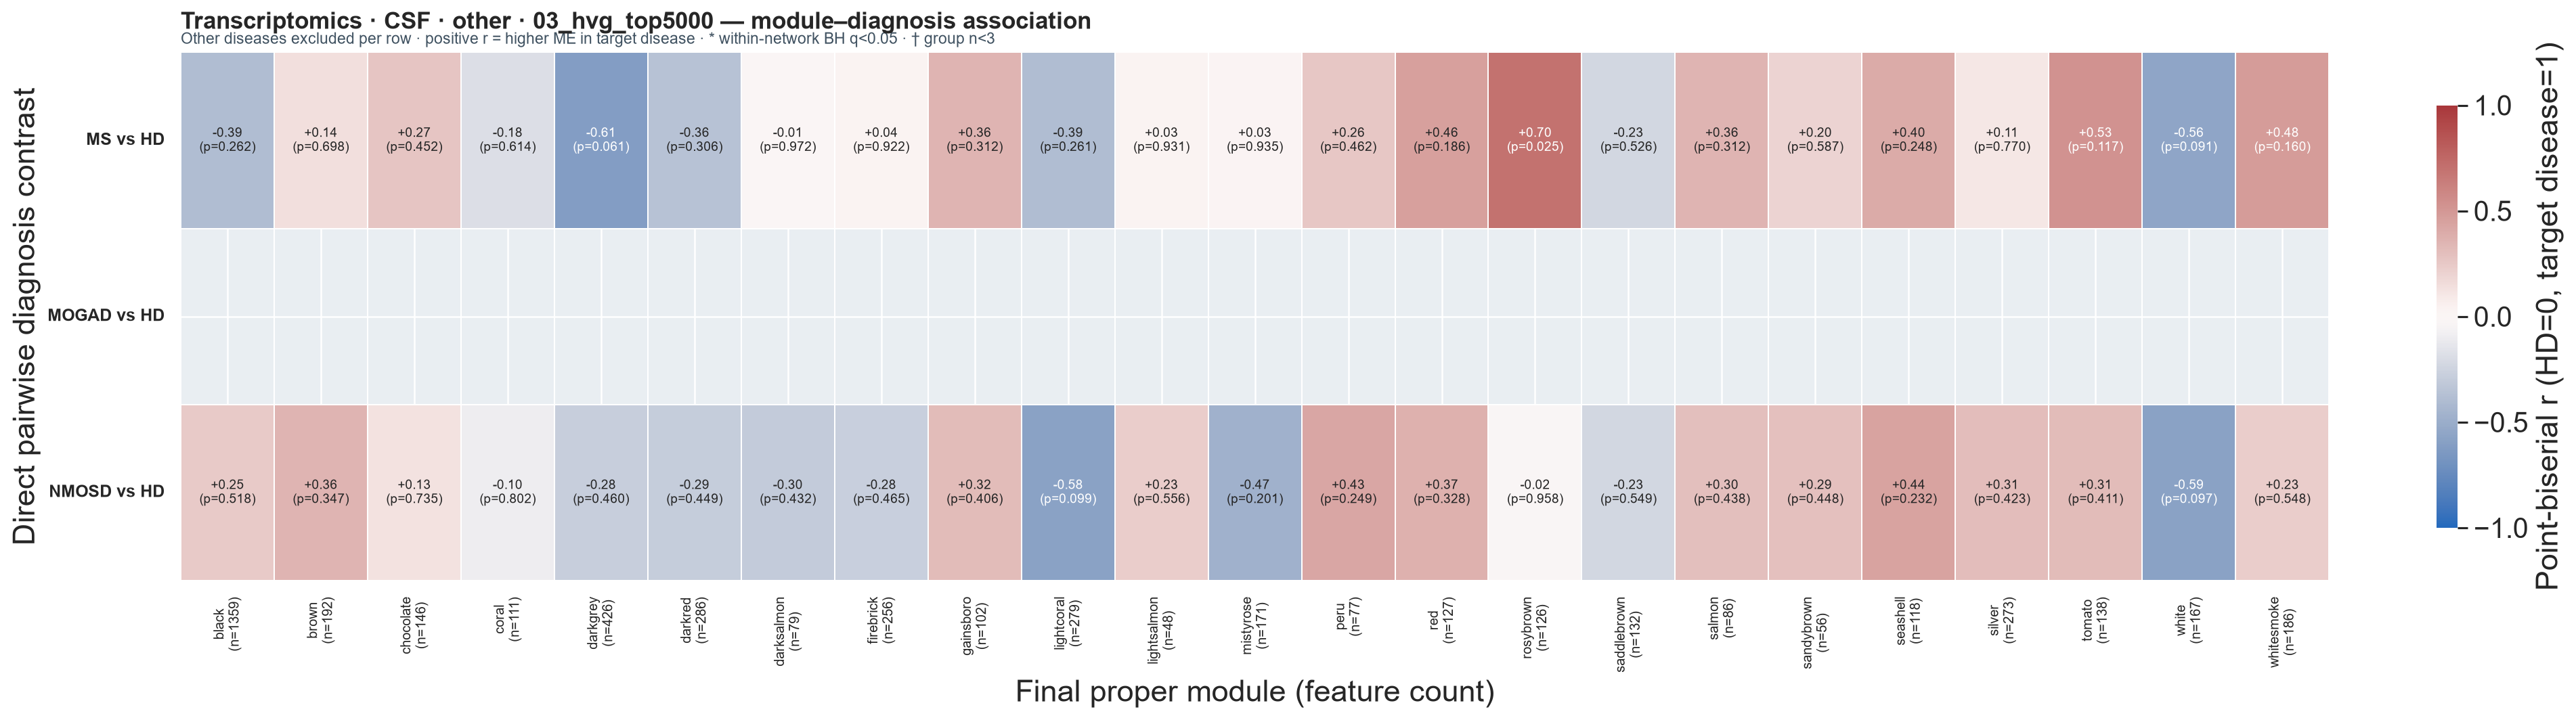 Transcriptomics · CSF · other · 03_hvg_top5000 — module–diagnosis association
Other diseases excluded per row · positive r = higher ME in target disease · * within-network BH q<0.05 · † group n<3
Direct pairwise diagnosis contrast
MS vs HD
-0.39 +0.14 +0.27 -0.18 -0.61 -0.36 -0.01 +0.04 +0.36 -0.39 +0.03 +0.03 +0.26 +0.46 +0.70 -0.23 +0.36 +0.20 +0.40 +0.11 +0.53 -0.56 +0.48
(p=0.262) (p=0.698) (p=0.452) (p=0.614) (p=0.061) (p=0.306) (p=0.972) (p=0.922) (p=0.312) (p=0.261) (p=0.931) (p=0.935) (p=0.462) (p=0.186) (p=0.025) (p=0.526) (p=0.312) (p=0.587) (p=0.248) (p=0.770) (p=0.117) (p=0.091) (p=0.160)
MOGAD vs HD
NMOSD vs HD
+0.25 +0.36 +0.13 -0.10 -0.28 -0.29 -0.30 -0.28 +0.32 -0.58 +0.23 -0.47 +0.43 +0.37 -0.02 -0.23 +0.30 +0.29 +0.44 +0.31 +0.31 -0.59 +0.23
(p=0.518) (p=0.347) (p=0.735) (p=0.802) (p=0.460) (p=0.449) (p=0.432) (p=0.465) (p=0.406) (p=0.099) (p=0.556) (p=0.201) (p=0.249) (p=0.328) (p=0.958) (p=0.549) (p=0.438) (p=0.448) (p=0.232) (p=0.423) (p=0.411) (p=0.097) (p=0.548)
black
(n=1359)
brown
(n=192)
chocolate
(n=146)
coral
(n=111)
darkgrey
(n=426)
darkred
(n=286)
darksalmon
(n=79)
firebrick
(n=256)
gainsboro
(n=102)
lightcoral
(n=279)
lightsalmon
(n=48)
mistyrose
(n=171)
peru
(n=77)
red
(n=127)
rosybrown
(n=126)
saddlebrown
(n=132)
salmon
(n=86)
sandybrown
(n=56)
seashell
(n=118)
silver
(n=273)
tomato
(n=138)
white
(n=167)
whitesmoke
(n=186)
Final proper module (feature count)
1.0
0.5
0.0
−0.5
−1.0
Point-biserial r (HD=0, target disease=1)